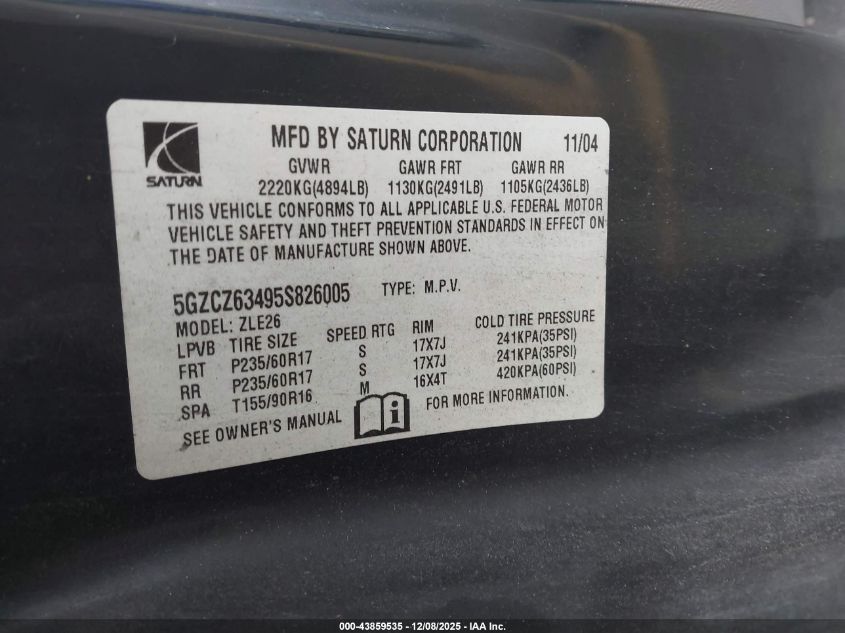 SATURN
MFD BY SATURN CORPORATION 11/04
GVWR GAWR FRT GAWR RR
2220KG(4894LB) 1130KG(2491LB) 1105KG(2436LB)
THIS VEHICLE CONFORMS TO ALL APPLICABLE U.S. FEDERAL MOTOR
VEHICLE SAFETY AND THEFT PREVENTION STANDARDS IN EFFECT ON
THE DATE OF MANUFACTURE SHOWN ABOVE.
5GZCZ63495S826005 TYPE: M.P.V.
MODEL: ZLE26
LPVB TIRE SIZE SPEED RTG RIM COLD TIRE PRESSURE
FRT P235/60R17 S 17X7J 241KPA(35PSI)
RR P235/60R17 S 17X7J 241KPA(35PSI)
SPA T155/90R16 M 16X4T 420KPA(60PSI)
SEE OWNER'S MANUAL i FOR MORE INFORMATION.
000-43859535 - 12/08/2025 - IAA Inc.